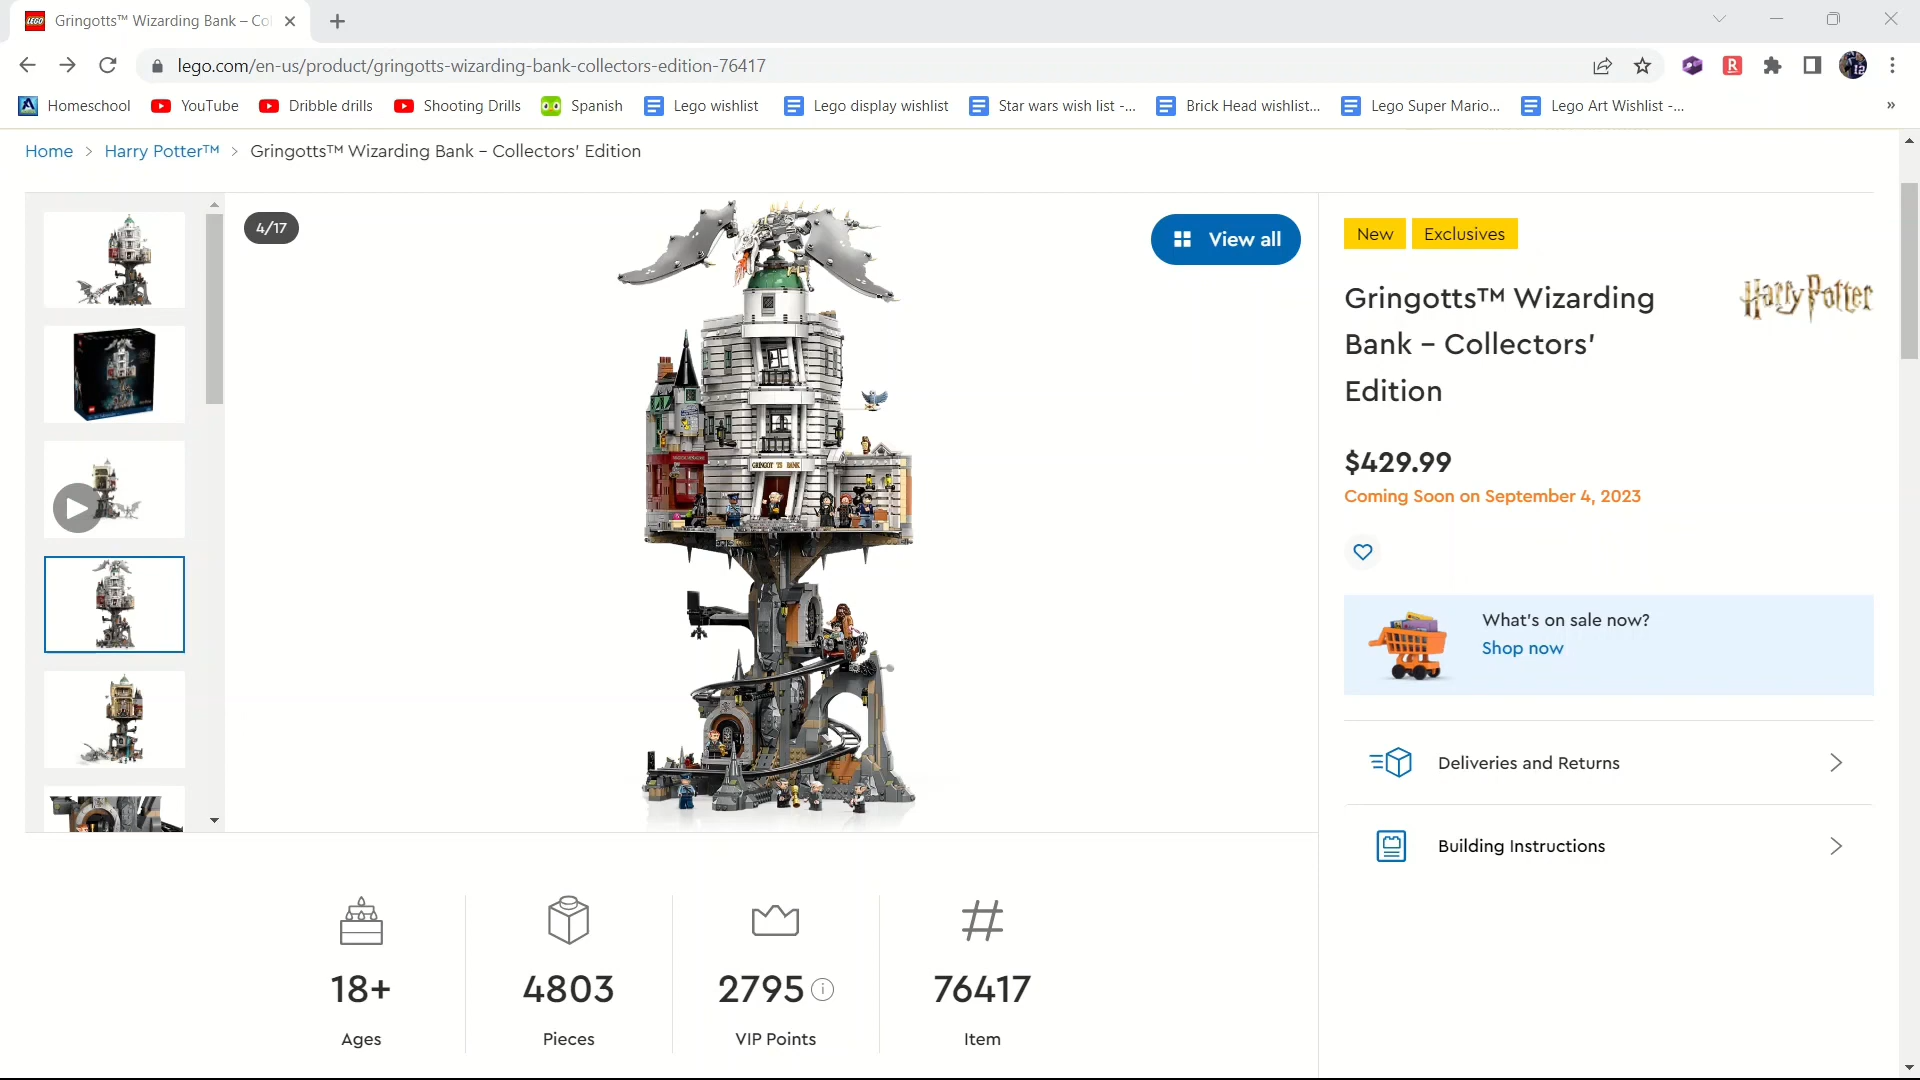 LEGO
Gringotts™ Wizarding Bank – Co
lego.com/en-us/product/gringotts-wizarding-bank-collectors-edition-76417
R
12
Homeschool
YouTube
Dribble drills
Shooting Drills
Spanish
Lego wishlist
Lego display wishlist
Star wars wish list -...
Brick Head wishlist...
Lego Super Mario...
Lego Art Wishlist -...
»
Home > Harry Potter™ > Gringotts™ Wizarding Bank – Collectors' Edition
4/17
View all
GRINGOTTS BANK
New
Exclusives
Gringotts™ Wizarding
Bank – Collectors'
Edition
Harry Potter
$429.99
Coming Soon on September 4, 2023
What's on sale now?
Shop now
Deliveries and Returns
Building Instructions
18+
Ages
4803
Pieces
2795
VIP Points
#
76417
Item